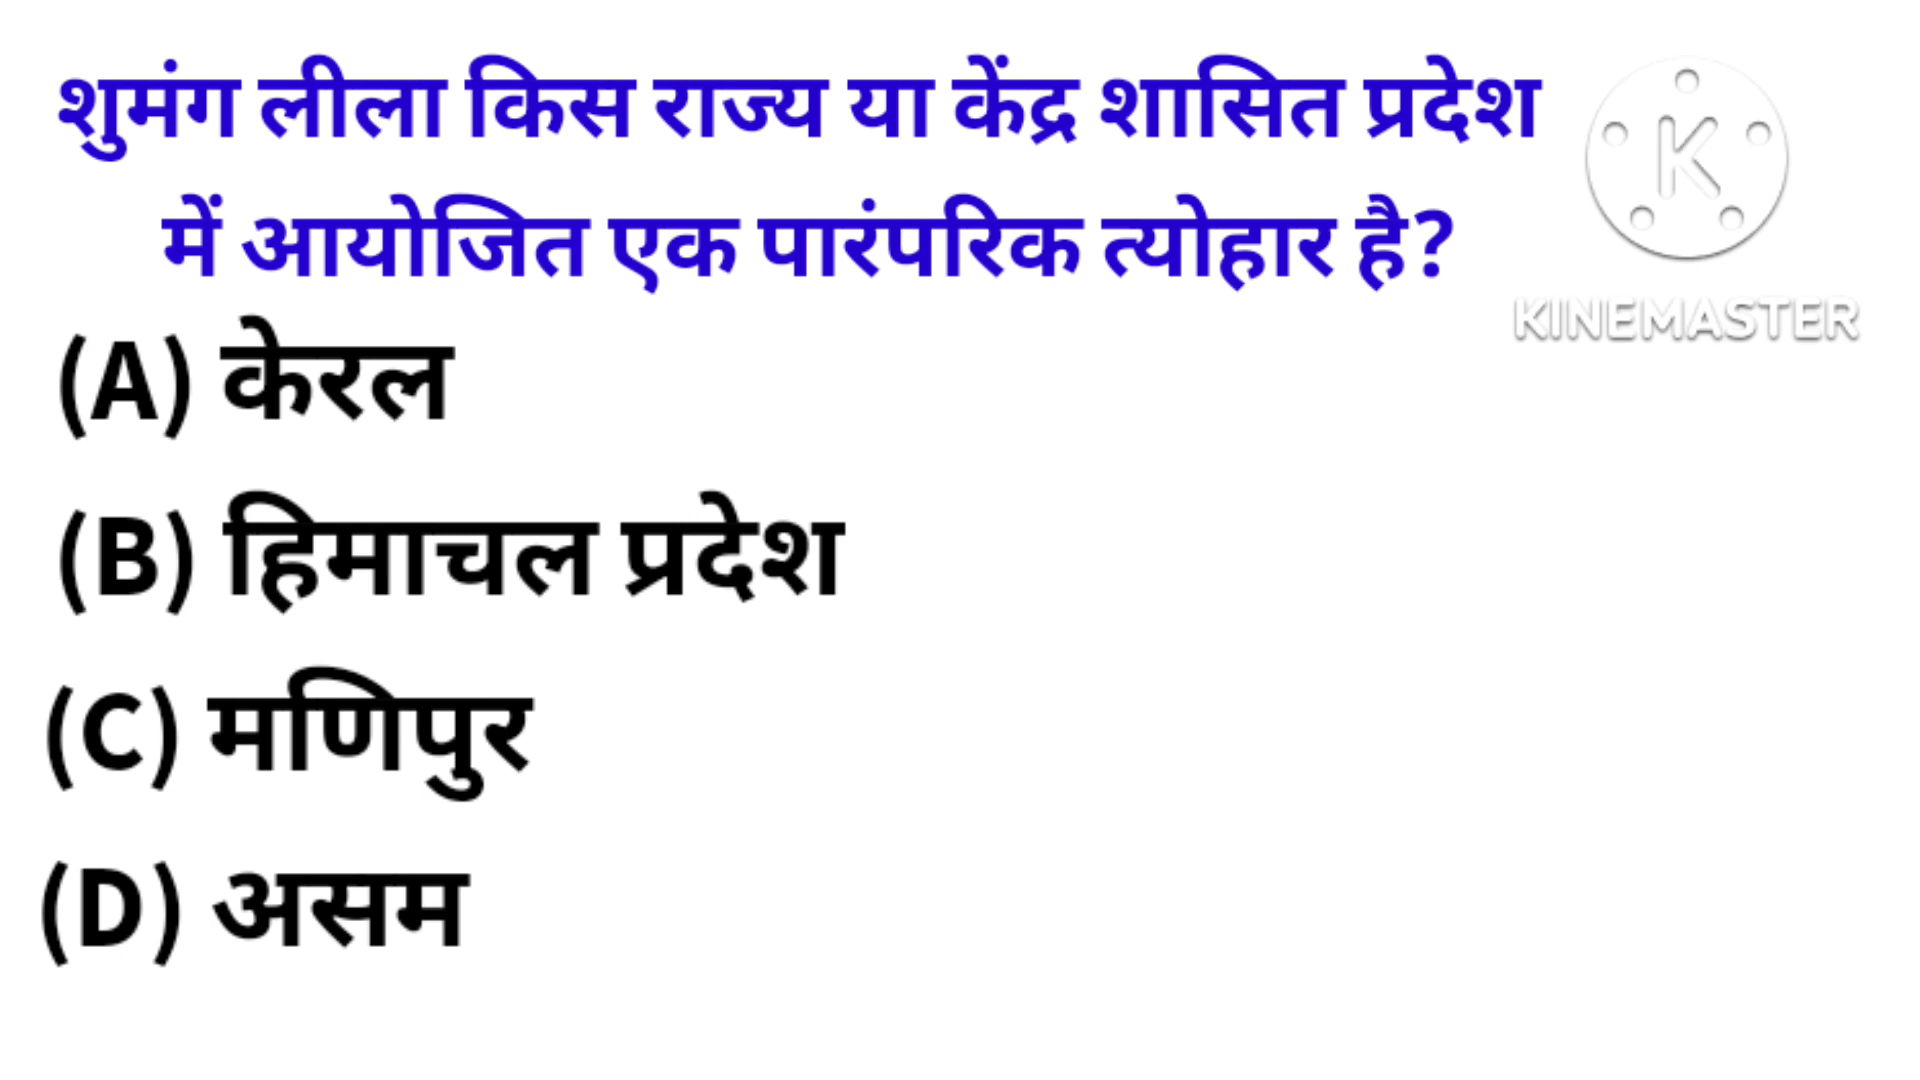 शुमंग लीला किस राज्य या केंद्र शासित प्रदेश
में आयोजित एक पारंपरिक त्योहार है?
K
KINEMASTER
(A) केरल
(B) हिमाचल प्रदेश
(C) मणिपुर
(D) असम